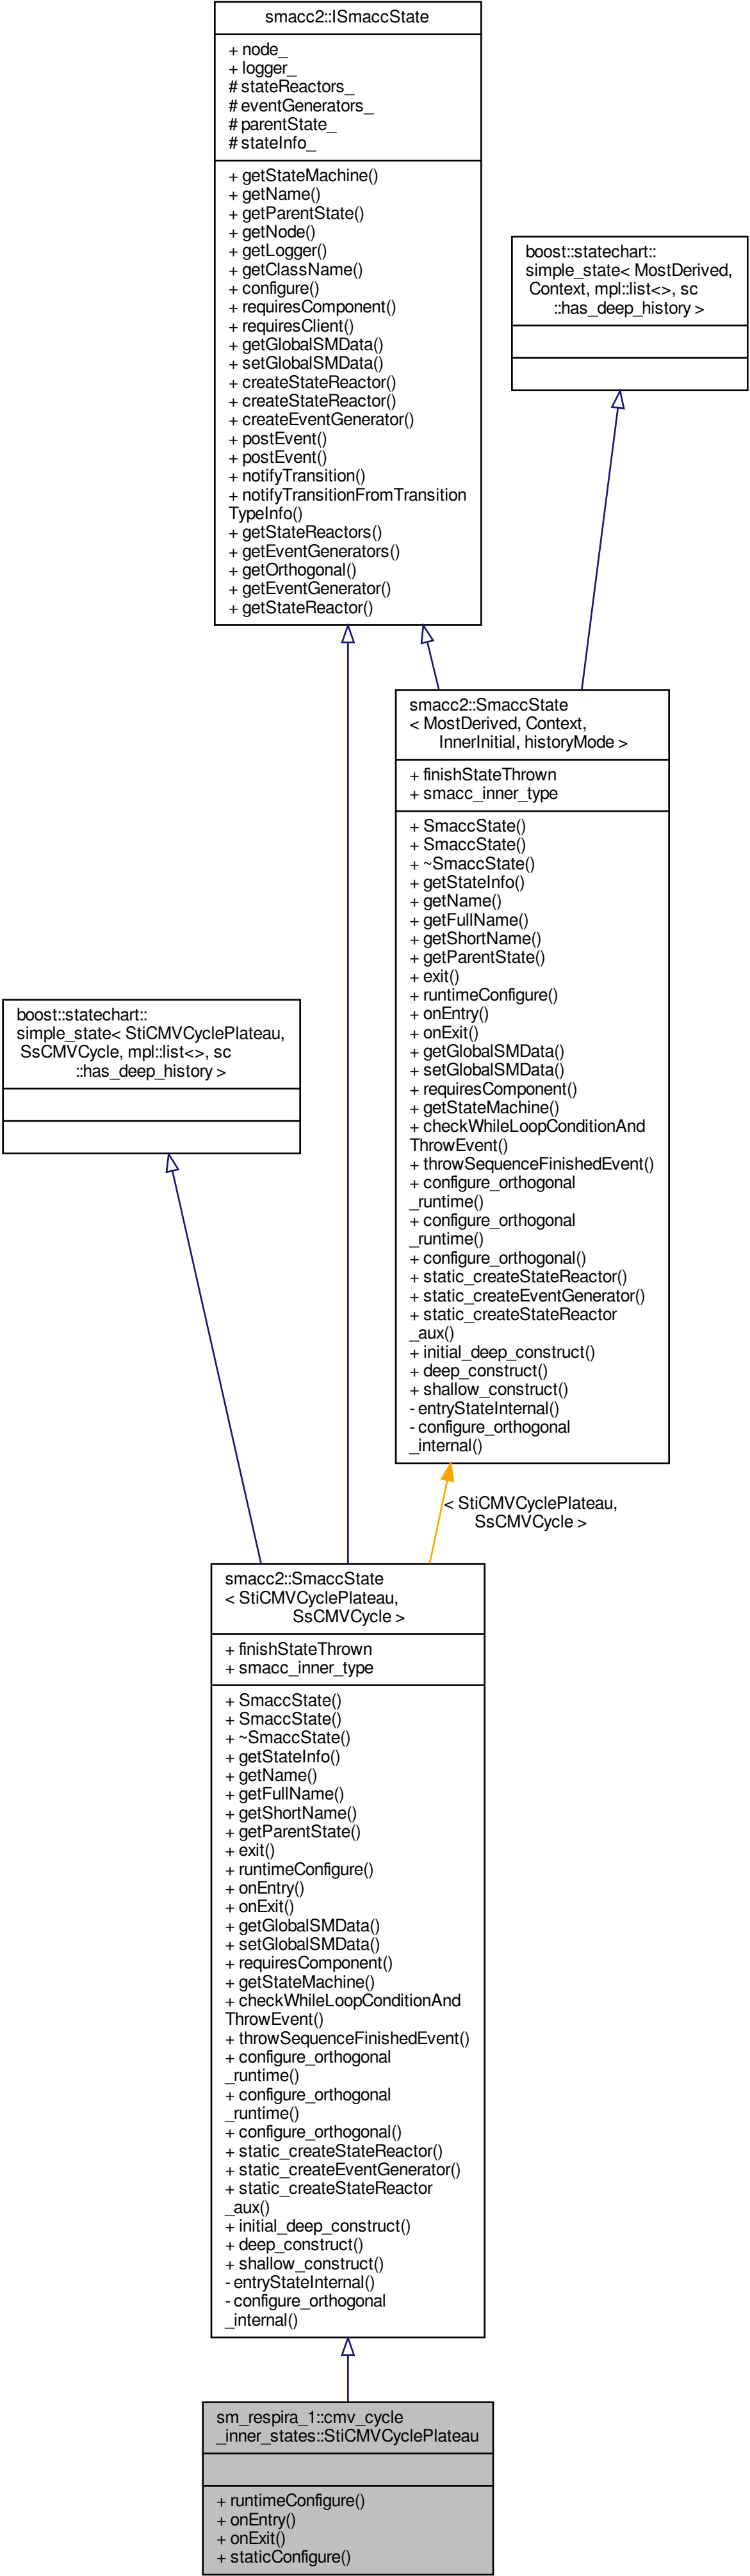 smacc2::ISmaccState
+ node_
+ logger_
# stateReactors_
# eventGenerators_
# parentState_
# stateInfo_
+ getStateMachine()
+ getName()
+ getParentState()
+ getNode()
+ getLogger()
+ getClassName()
+ configure()
+ requiresComponent()
+ requiresClient()
+ getGlobalSMData()
+ setGlobalSMData()
+ createStateReactor()
+ createStateReactor()
+ createEventGenerator()
+ postEvent()
+ postEvent()
+ notifyTransition()
+ notifyTransitionFromTransition
TypeInfo()
+ getStateReactors()
+ getEventGenerators()
+ getOrthogonal()
+ getEventGenerator()
+ getStateReactor()
boost::statechart::
simple_state< MostDerived,
Context, mpl::list<>, sc
::has_deep_history >
smacc2::SmaccState
< MostDerived, Context,
InnerInitial, historyMode >
+ finishStateThrown
+ smacc_inner_type
+ SmaccState()
+ SmaccState()
+ ~SmaccState()
+ getStateInfo()
+ getName()
+ getFullName()
+ getShortName()
+ getParentState()
+ exit()
+ runtimeConfigure()
+ onEntry()
+ onExit()
+ getGlobalSMData()
+ setGlobalSMData()
+ requiresComponent()
+ getStateMachine()
+ checkWhileLoopConditionAnd
ThrowEvent()
+ throwSequenceFinishedEvent()
+ configure_orthogonal
_runtime()
+ configure_orthogonal
_runtime()
+ configure_orthogonal()
+ static_createStateReactor()
+ static_createEventGenerator()
+ static_createStateReactor
_aux()
+ initial_deep_construct()
+ deep_construct()
+ shallow_construct()
- entryStateInternal()
- configure_orthogonal
_internal()
boost::statechart::
simple_state< StiCMVCyclePlateau,
SsCMVCycle, mpl::list<>, sc
::has_deep_history >
< StiCMVCyclePlateau,
SsCMVCycle >
smacc2::SmaccState
< StiCMVCyclePlateau,
SsCMVCycle >
+ finishStateThrown
+ smacc_inner_type
+ SmaccState()
+ SmaccState()
+ ~SmaccState()
+ getStateInfo()
+ getName()
+ getFullName()
+ getShortName()
+ getParentState()
+ exit()
+ runtimeConfigure()
+ onEntry()
+ onExit()
+ getGlobalSMData()
+ setGlobalSMData()
+ requiresComponent()
+ getStateMachine()
+ checkWhileLoopConditionAnd
ThrowEvent()
+ throwSequenceFinishedEvent()
+ configure_orthogonal
_runtime()
+ configure_orthogonal
_runtime()
+ configure_orthogonal()
+ static_createStateReactor()
+ static_createEventGenerator()
+ static_createStateReactor
_aux()
+ initial_deep_construct()
+ deep_construct()
+ shallow_construct()
- entryStateInternal()
- configure_orthogonal
_internal()
sm_respira_1::cmv_cycle
_inner_states::StiCMVCyclePlateau
+ runtimeConfigure()
+ onEntry()
+ onExit()
+ staticConfigure()